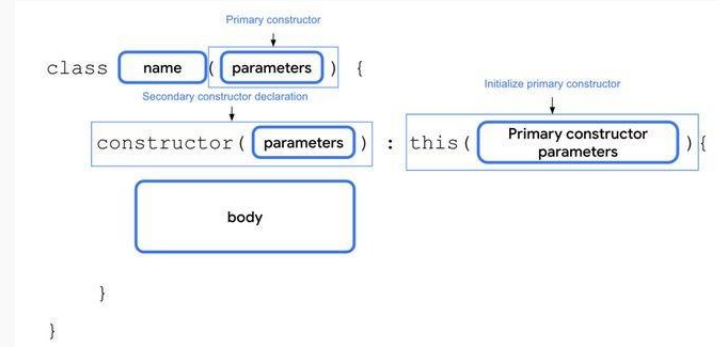 Primary constructor
class name ( parameters ) {
Secondary constructor declaration
Initialize primary constructor
constructor( parameters ) : this( Primary constructor parameters ){
body
}
}